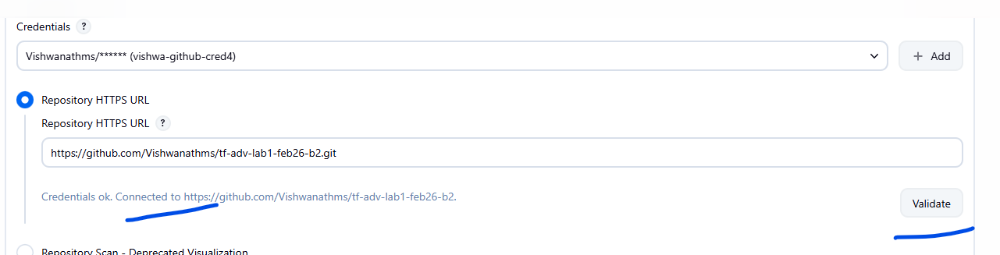 Credentials ?
Vishwanathms/****** (vishwa-github-cred4)
+ Add
Repository HTTPS URL
Repository HTTPS URL ?
https://github.com/Vishwanathms/tf-adv-lab1-feb26-b2.git
Credentials ok. Connected to https://github.com/Vishwanathms/tf-adv-lab1-feb26-b2.
Validate
Repository Scan - Deprecated Visualization